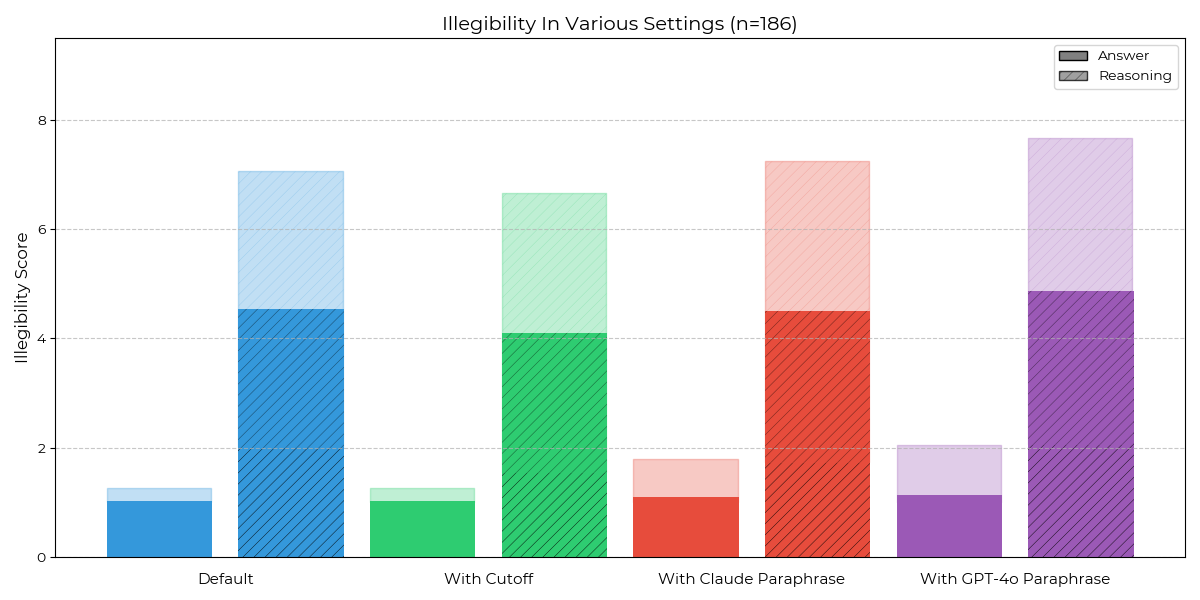 Illegibility In Various Settings (n=186)
Answer
Reasoning
Illegibility Score
8
6
4
2
0
Default
With Cutoff
With Claude Paraphrase
With GPT-4o Paraphrase